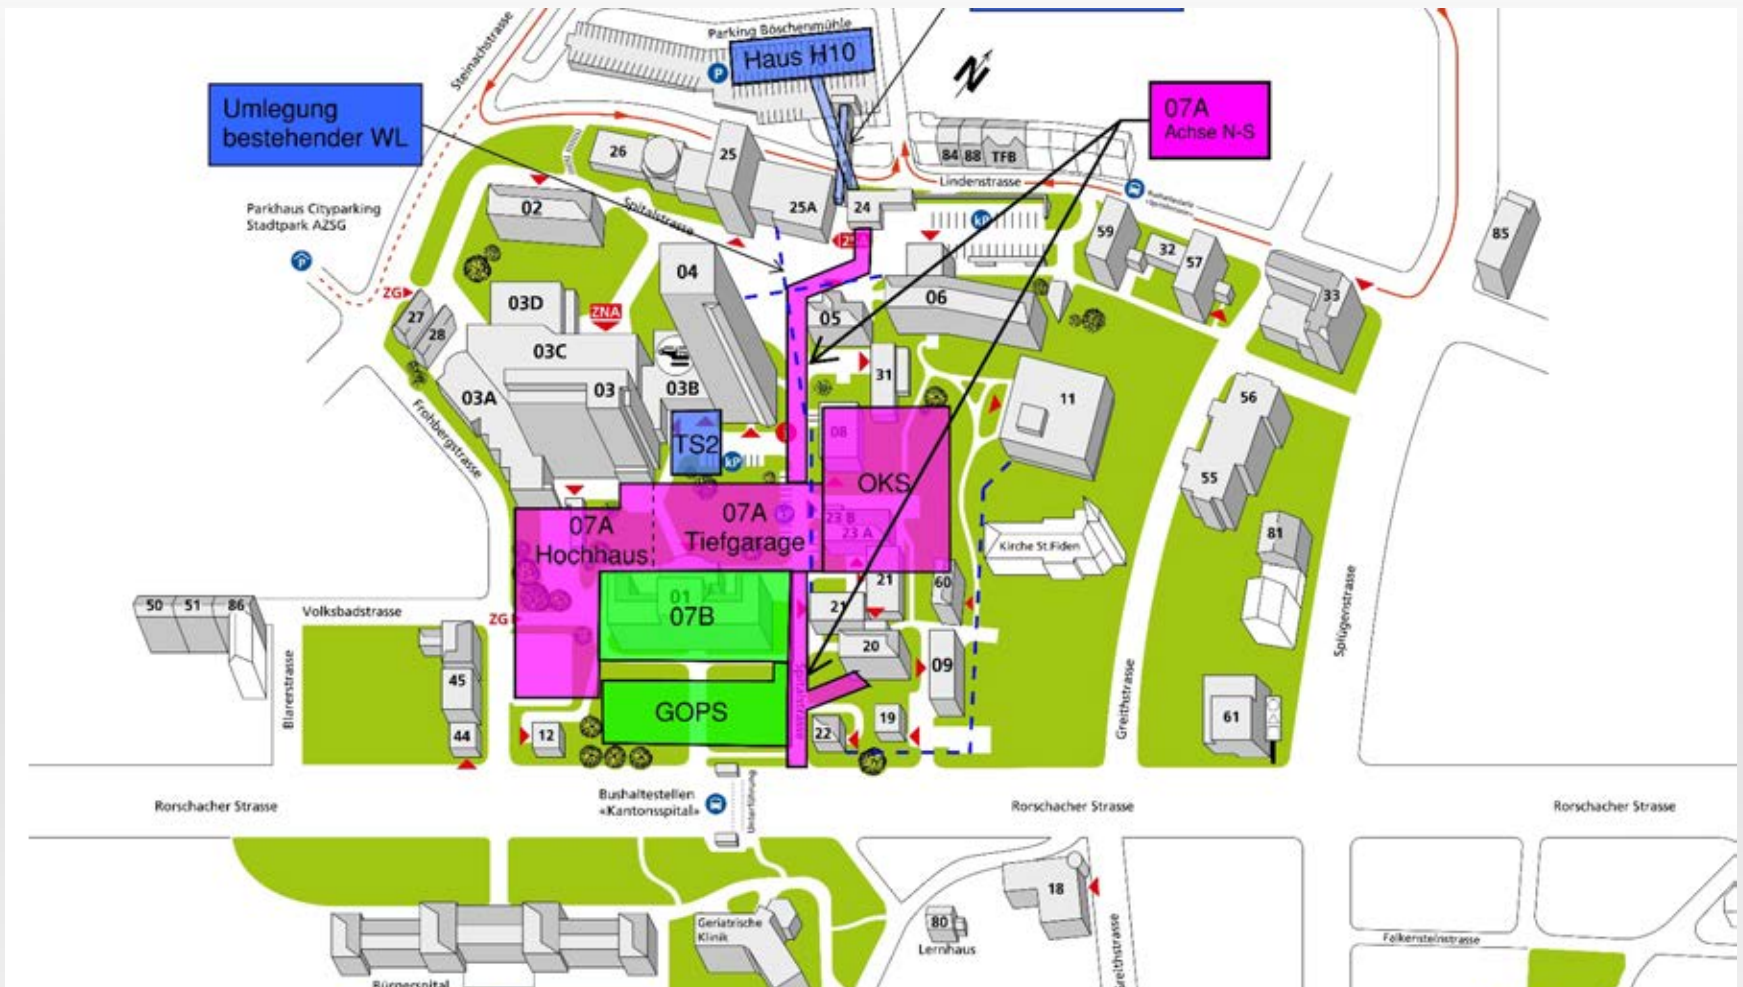 Steinachstrasse
Parking Böschenmühle
P
Haus H10
N
Umlegung
bestehender WL
07A
Achse N-S
26
25
84
88
TFB
Lindenstrasse
02
Spitalstrasse
25A
24
kP
Parkhaus Cityparking
Stadtpark AZSG
P
59
32
57
85
04
ZG
27
28
03D
ZNA
03C
05
06
33
03A
03
03B
31
11
56
Frohbergstrasse
TS2
kP
08
OKS
55
07A
Hochhaus
07A
Tiefgarage
23 B
23 A
Kirche St.Fiden
81
50
51
86
Volksbadstrasse
ZG
01
07B
21
21
60
Splügenstrasse
Blarerstrasse
45
20
09
Greithstrasse
Spitalstrasse
GOPS
44
12
22
19
61
Rorschacher Strasse
Bushaltestellen
«Kantonsspital»
Unterführung
Rorschacher Strasse
Rorschacher Strasse
18
80
Lernhaus
Geriatrische
Klinik
Falkensteinstrasse
Bürgerspital